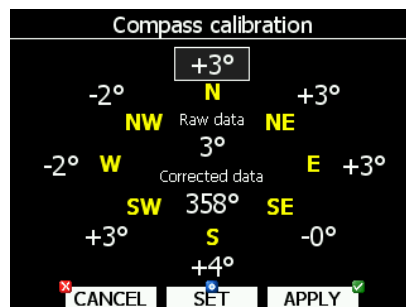 Compass calibration
+3°
-2° N +3°
NW Raw data NE
3°
-2° W E +3°
Corrected data
SW 358° SE
+3° S -0°
+4°
CANCEL SET APPLY